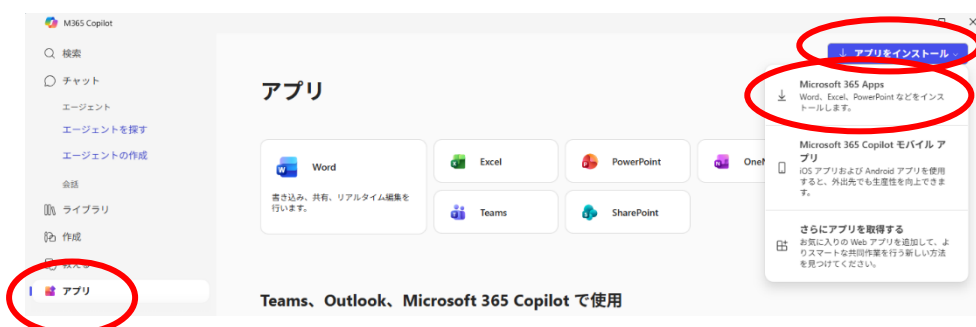 M365 Copilot
検索
チャット
エージェント
エージェントを探す
エージェントの作成
会話
ライブラリ
作成
アプリ
アプリ
Word
書き込み、共有、リアルタイム編集を
行います。
Excel
PowerPoint
Teams
SharePoint
Teams、Outlook、Microsoft 365 Copilot で使用
アプリをインストール
Microsoft 365 Apps
Word、Excel、PowerPoint などをインス
トールします。
Microsoft 365 Copilot モバイル ア
プリ
iOS アプリおよび Android アプリを使用
すると、外出先でも生産性を向上できま
す。
さらにアプリを取得する
お気に入りの Web アプリを追加して、よ
りスマートな共同作業を行う新しい方法
を見つけてください。